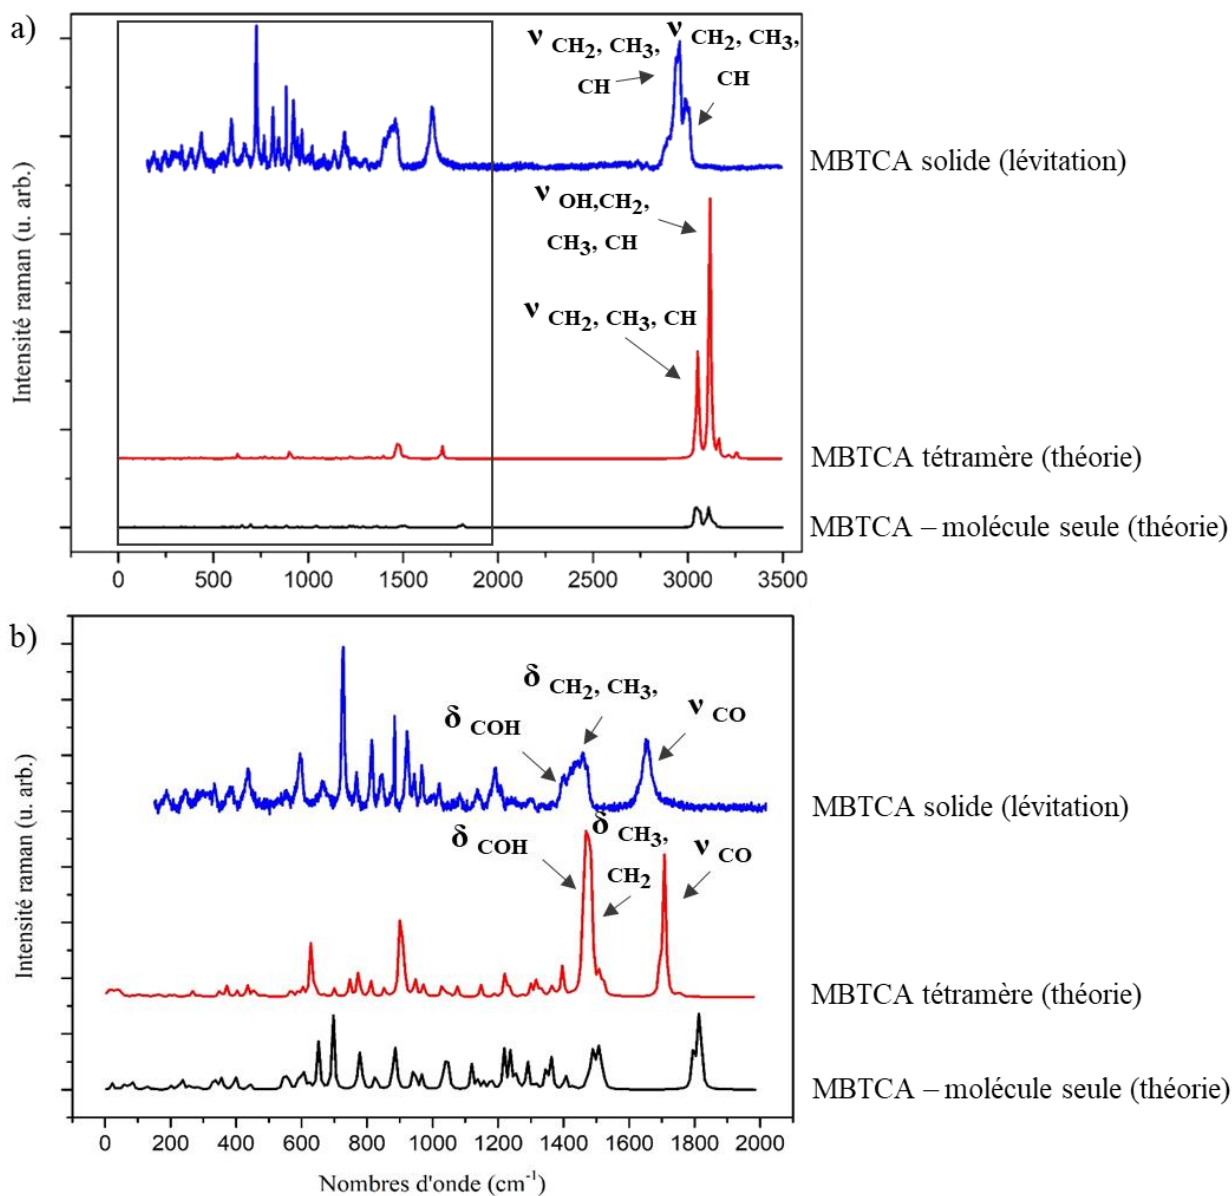 a)
ν CH2, CH3,
CH
ν CH2, CH3,
CH
MBTCA solide (lévitation)
ν OH,CH2,
CH3, CH
ν CH2, CH3, CH
MBTCA tétramère (théorie)
MBTCA – molécule seule (théorie)
Intensité raman (u. arb.)
0 500 1000 1500 2000 2500 3000 3500
b)
δ CH2, CH3,
δ COH
ν CO
MBTCA solide (lévitation)
δ COH
δ CH3,
CH2
ν CO
MBTCA tétramère (théorie)
MBTCA – molécule seule (théorie)
Intensité raman (u. arb.)
0 200 400 600 800 1000 1200 1400 1600 1800 2000
Nombres d'onde (cm-1)